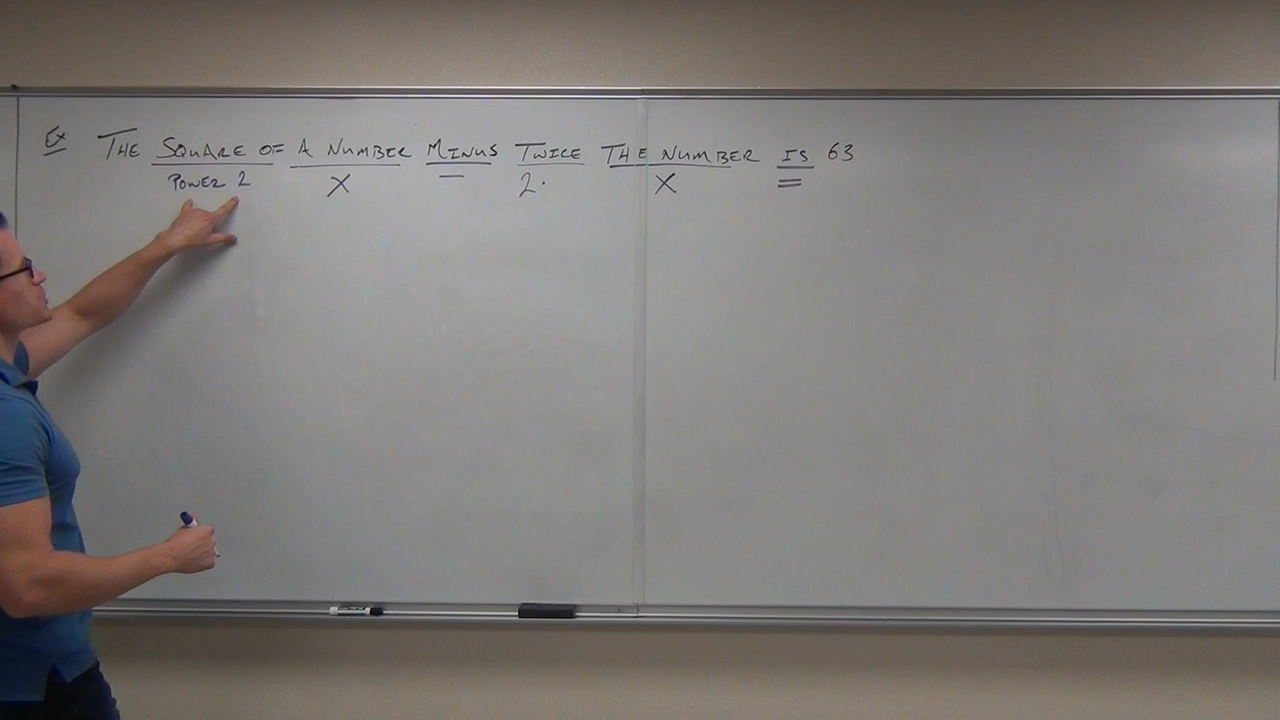 Ex THE SQUARE OF A NUMBER MINUS TWICE THE NUMBER IS 63
POWER 2 X — 2· X =